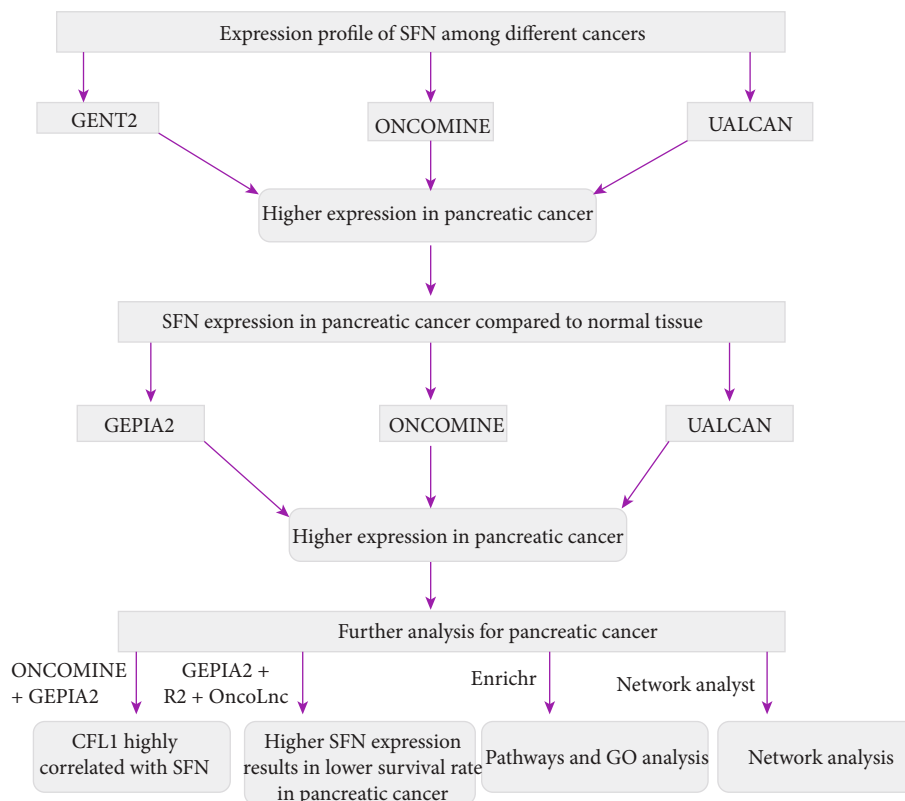 Expression profile of SFN among different cancers
GENT2
ONCOMINE
UALCAN
Higher expression in pancreatic cancer
SFN expression in pancreatic cancer compared to normal tissue
GEPIA2
ONCOMINE
UALCAN
Higher expression in pancreatic cancer
Further analysis for pancreatic cancer
ONCOMINE
+ GEPIA2
GEPIA2 +
R2 + OncoLnc
Enrichr
Network analyst
CFL1 highly
correlated with SFN
Higher SFN expression
results in lower survival rate
in pancreatic cancer
Pathways and GO analysis
Network analysis